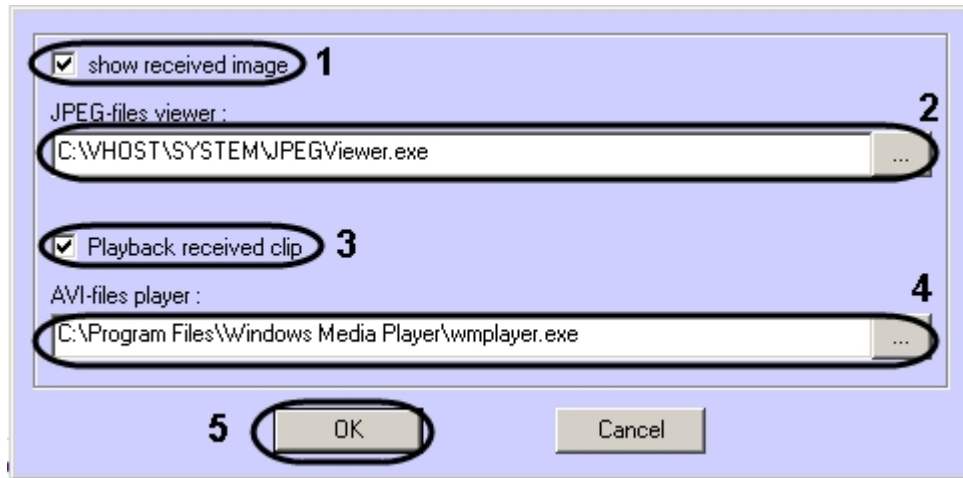 show received image 1
JPEG-files viewer : 2
C:\VHOST\SYSTEM\JPEGViewer.exe ...
Playback received clip 3
AVI-files player : 4
C:\Program Files\Windows Media Player\wmplayer.exe ...
5 OK Cancel